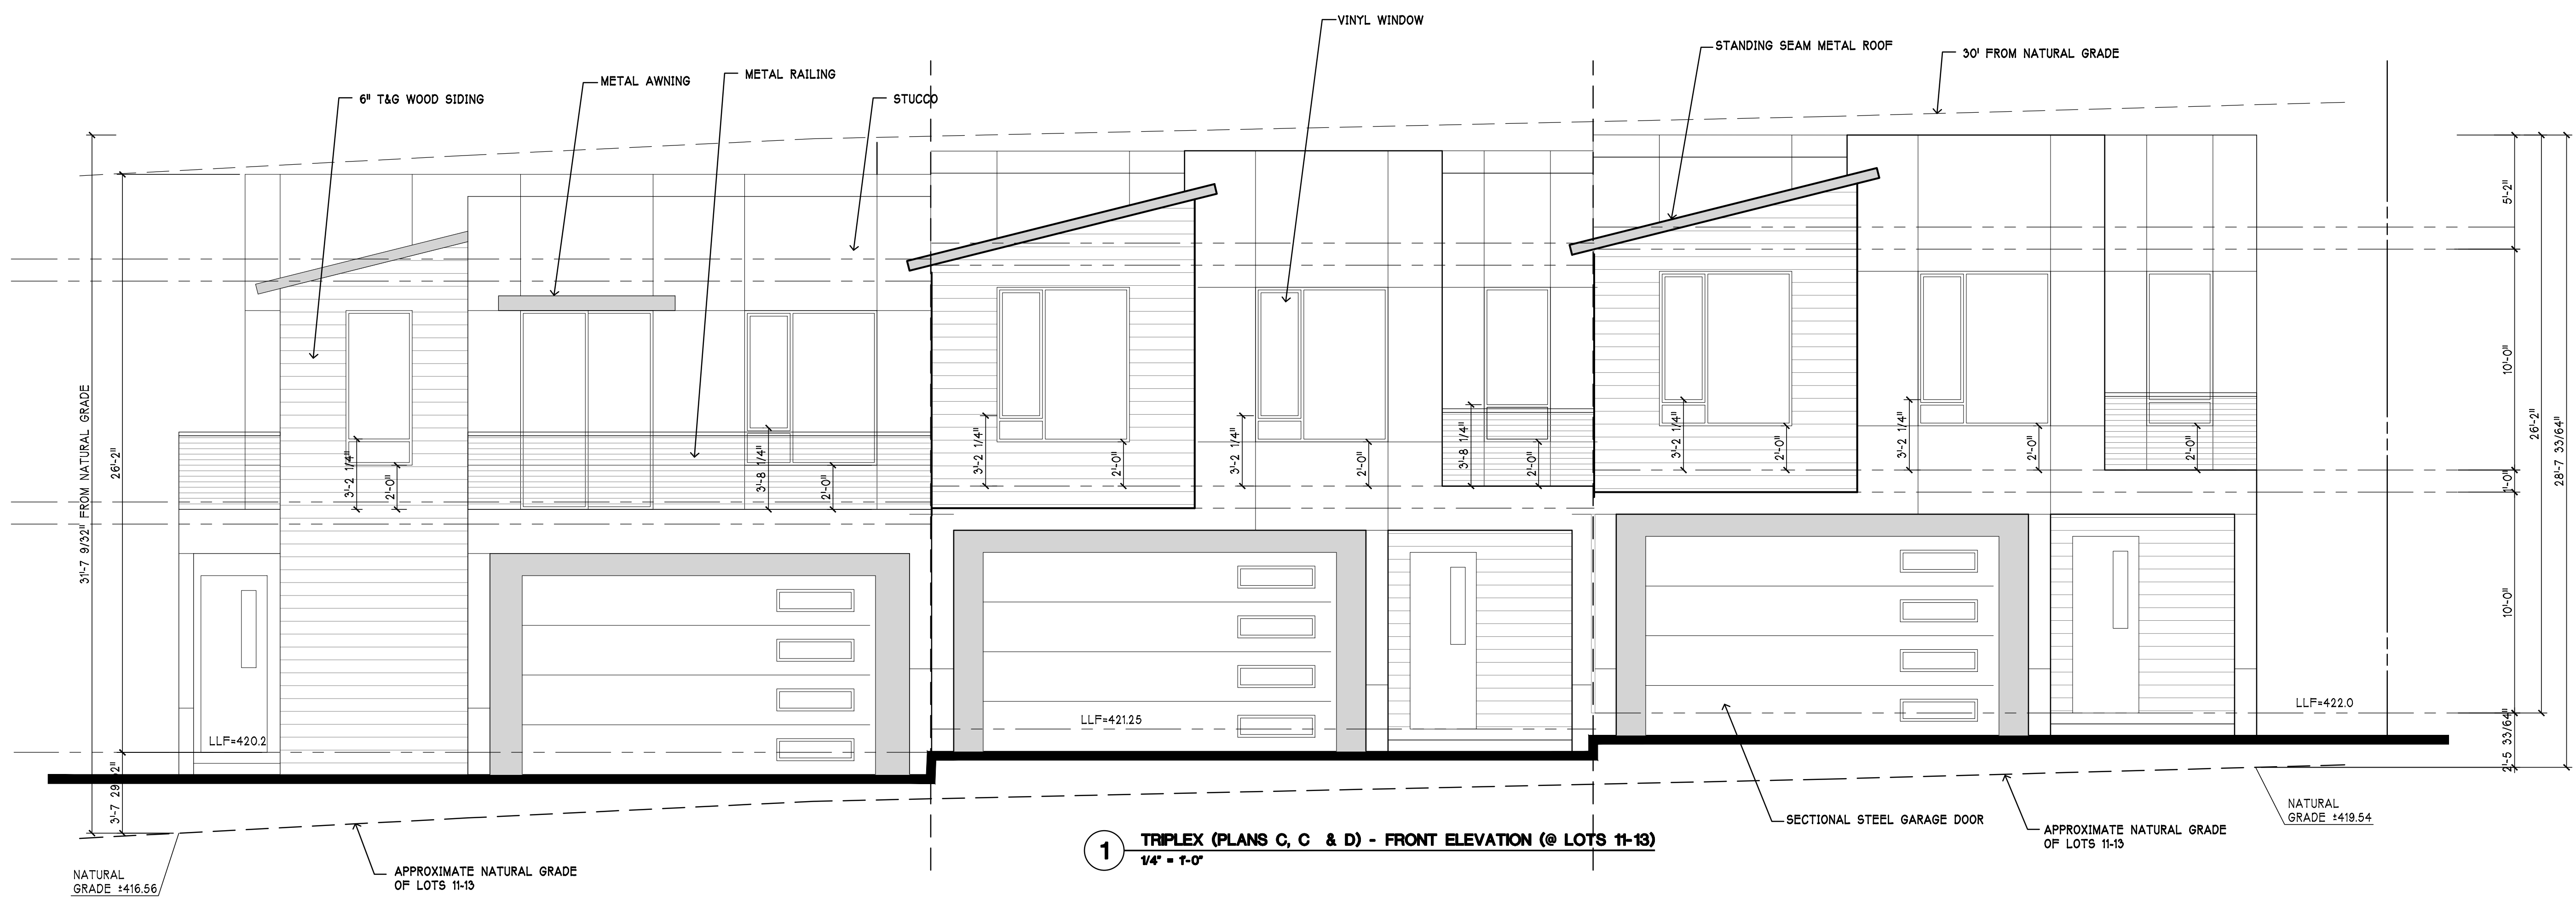 VINYL WINDOW
STANDING SEAM METAL ROOF
30' FROM NATURAL GRADE
METAL AWNING
METAL RAILING
6" T&G WOOD SIDING
STUCCO
31'-7 9/32" FROM NATURAL GRADE
26'-2"
3'-2 1/4"
2'-0"
3'-8 1/4"
2'-0"
3'-2 1/4"
2'-0"
3'-2 1/4"
2'-0"
3'-8 1/4"
2'-0"
3'-2 1/4"
2'-0"
3'-2 1/4"
2'-0"
2'-0"
5'-2"
10'-0"
1'-0"
10'-0"
26'-2"
28'-7 33/64"
2'-5 33/64"
LLF=420.2
LLF=421.25
LLF=422.0
NATURAL
GRADE ±416.56
APPROXIMATE NATURAL GRADE
OF LOTS 11-13
1
TRIPLEX (PLANS C, C & D) - FRONT ELEVATION (@ LOTS 11-13)
1/4" = 1'-0"
SECTIONAL STEEL GARAGE DOOR
APPROXIMATE NATURAL GRADE
OF LOTS 11-13
NATURAL
GRADE ±419.54